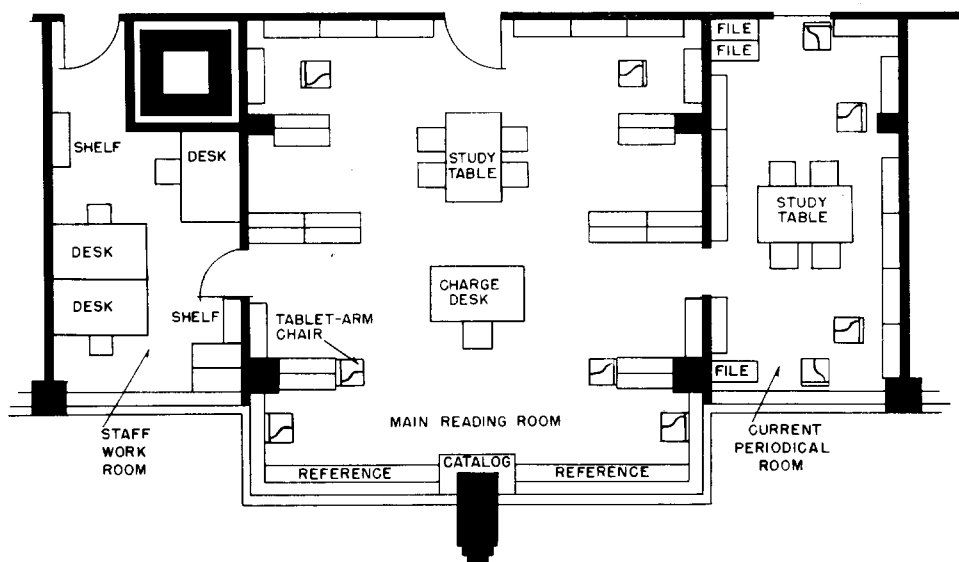 FILE
FILE
SHELF
DESK
STUDY
TABLE
STUDY
TABLE
DESK
DESK
SHELF
CHARGE
DESK
TABLET-ARM
CHAIR
FILE
MAIN READING ROOM
STAFF
WORK
ROOM
CURRENT
PERIODICAL
ROOM
REFERENCE
CATALOG
REFERENCE